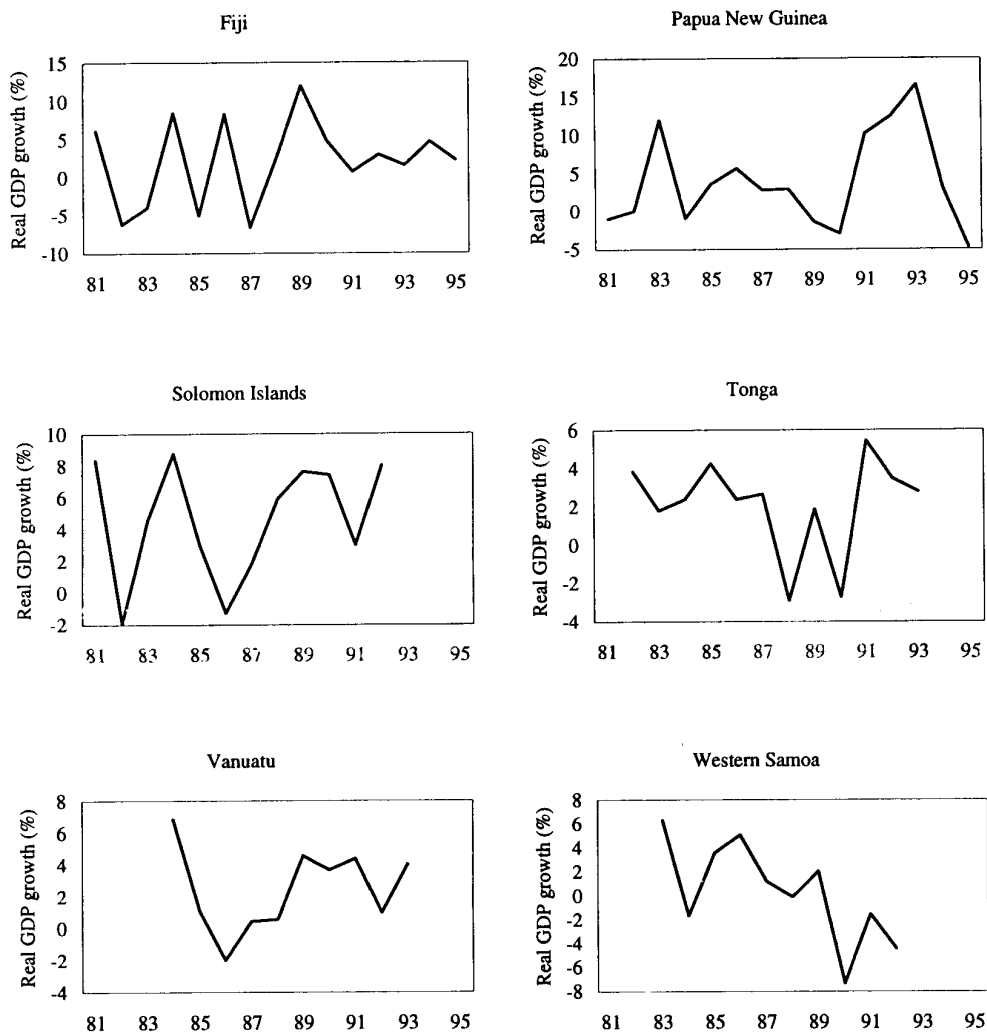 Fiji
Real GDP growth (%)
15
10
5
0
-5
-10
81 83 85 87 89 91 93 95
Papua New Guinea
Real GDP growth (%)
20
15
10
5
0
-5
81 83 85 87 89 91 93 95
Solomon Islands
Real GDP growth (%)
10
8
6
4
2
0
-2
81 83 85 87 89 91 93 95
Tonga
Real GDP growth (%)
6
4
2
0
-2
-4
81 83 85 87 89 91 93 95
Vanuatu
Real GDP growth (%)
8
6
4
2
0
-2
-4
81 83 85 87 89 91 93 95
Western Samoa
Real GDP growth (%)
8
6
4
2
0
-2
-4
-6
-8
81 83 85 87 89 91 93 95